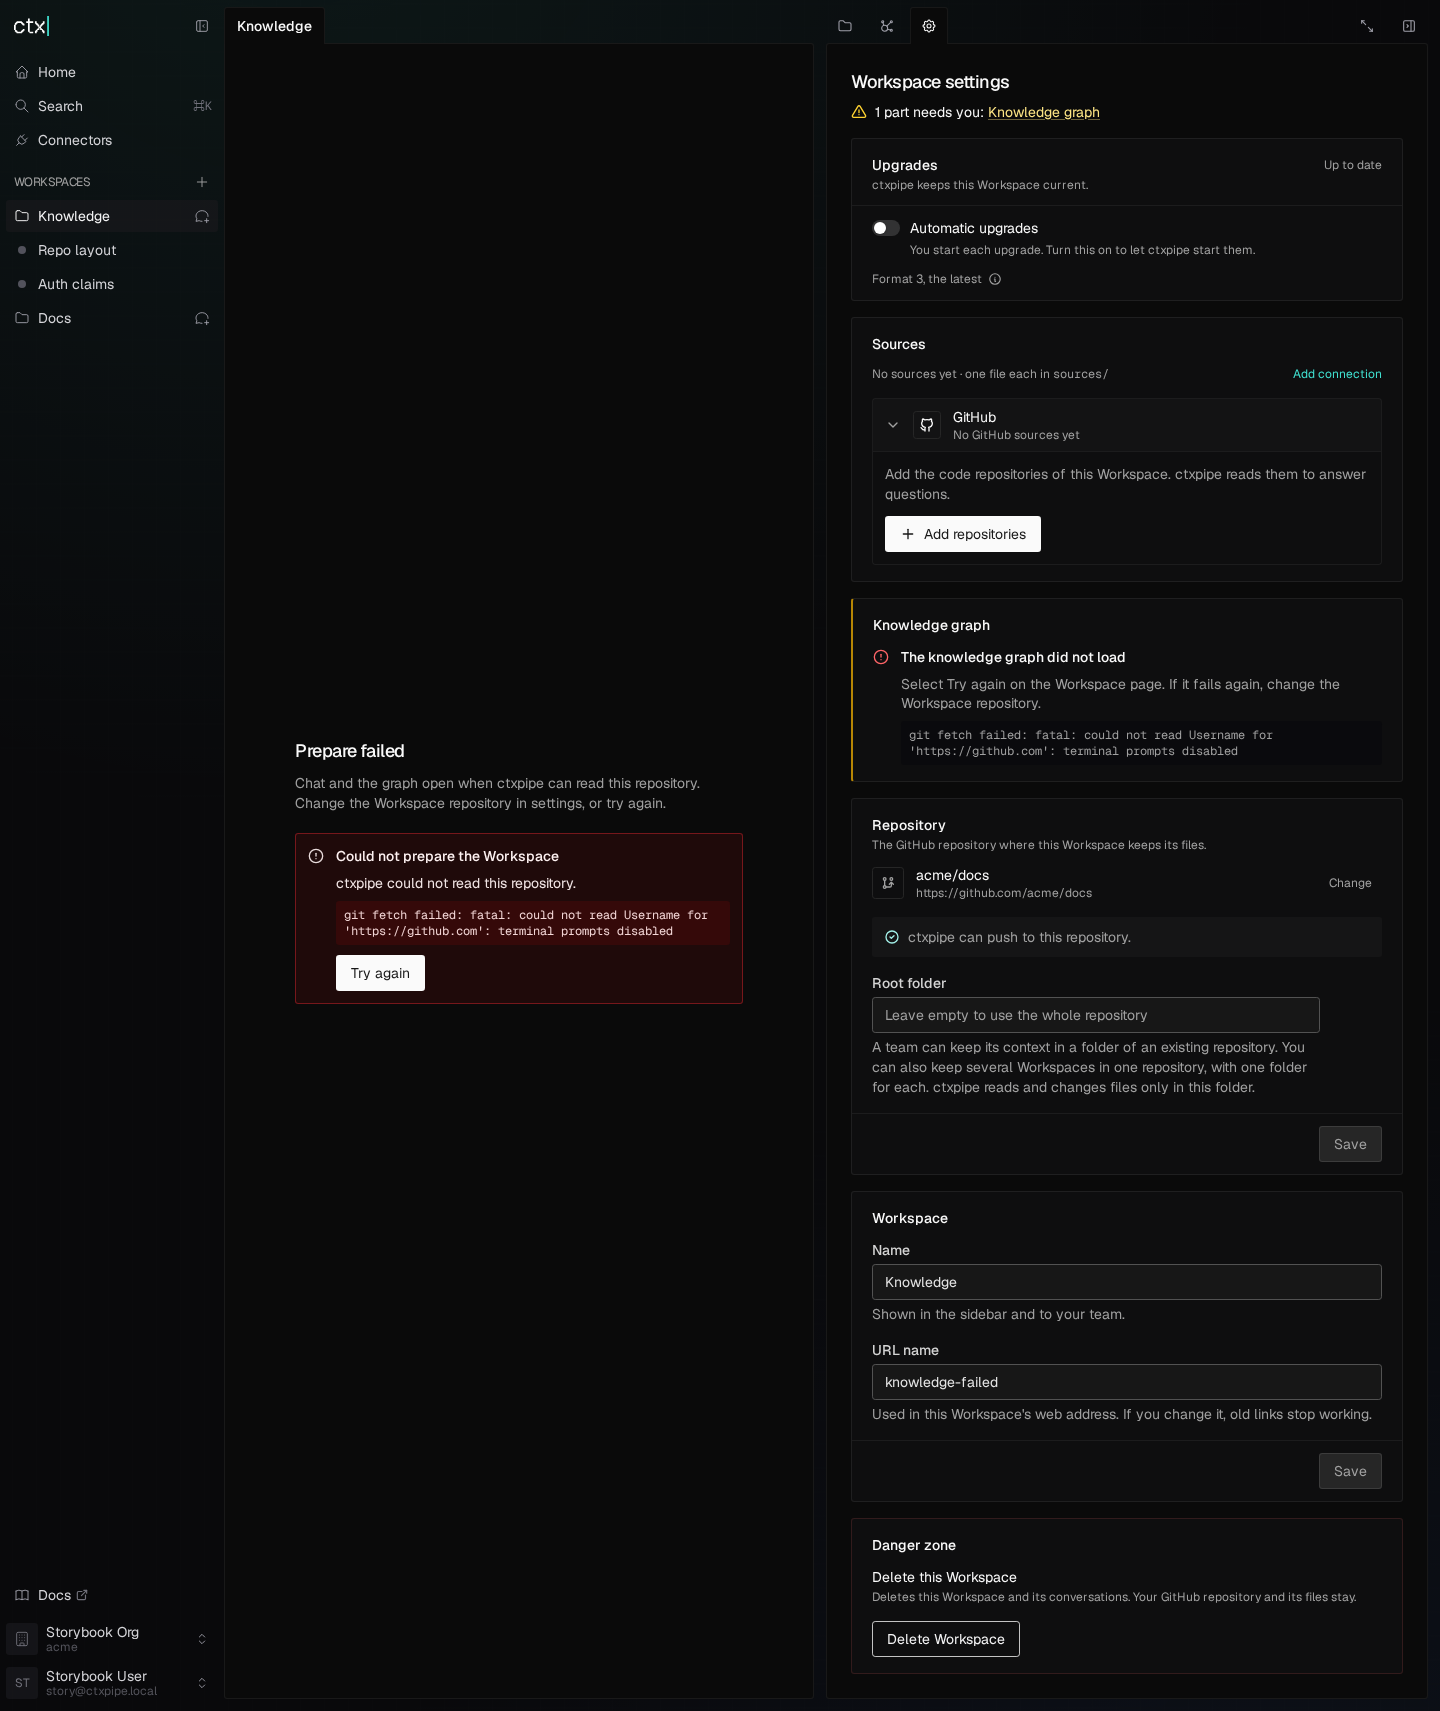 ctx
Home
Search ⌘K
Connectors
WORKSPACES
Knowledge
Repo layout
Auth claims
Docs
Docs
Storybook Org
acme
ST
Storybook User
story@ctxpipe.local
Knowledge
Prepare failed
Chat and the graph open when ctxpipe can read this repository.
Change the Workspace repository in settings, or try again.
Could not prepare the Workspace
ctxpipe could not read this repository.
git fetch failed: fatal: could not read Username for
'https://github.com': terminal prompts disabled
Try again
Workspace settings
1 part needs you: Knowledge graph
Upgrades
Up to date
ctxpipe keeps this Workspace current.
Automatic upgrades
You start each upgrade. Turn this on to let ctxpipe start them.
Format 3, the latest
Sources
No sources yet · one file each in sources/
Add connection
GitHub
No GitHub sources yet
Add the code repositories of this Workspace. ctxpipe reads them to answer
questions.
Add repositories
Knowledge graph
The knowledge graph did not load
Select Try again on the Workspace page. If it fails again, change the
Workspace repository.
git fetch failed: fatal: could not read Username for
'https://github.com': terminal prompts disabled
Repository
The GitHub repository where this Workspace keeps its files.
acme/docs
https://github.com/acme/docs
Change
ctxpipe can push to this repository.
Root folder
Leave empty to use the whole repository
A team can keep its context in a folder of an existing repository. You
can also keep several Workspaces in one repository, with one folder
for each. ctxpipe reads and changes files only in this folder.
Save
Workspace
Name
Knowledge
Shown in the sidebar and to your team.
URL name
knowledge-failed
Used in this Workspace's web address. If you change it, old links stop working.
Save
Danger zone
Delete this Workspace
Deletes this Workspace and its conversations. Your GitHub repository and its files stay.
Delete Workspace